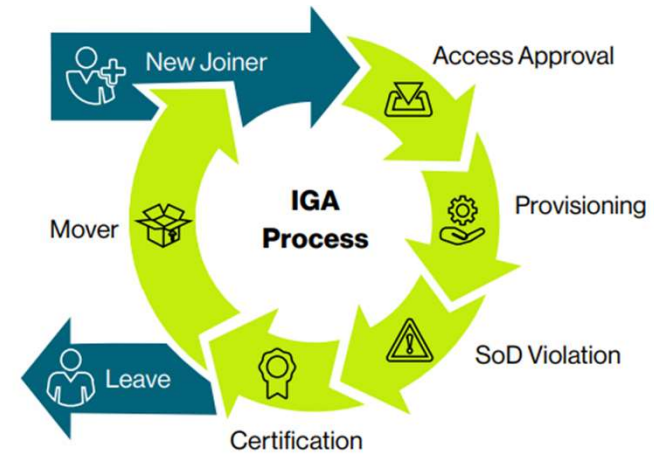 New Joiner
Access Approval
Provisioning
SoD Violation
Certification
Leave
Mover
IGA
Process